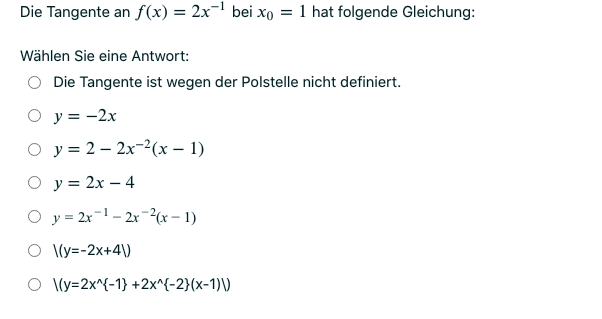 Die Tangente an f(x) = 2x⁻¹ bei x₀ = 1 hat folgende Gleichung:
Wählen Sie eine Antwort:
Die Tangente ist wegen der Polstelle nicht definiert.
y = −2x
y = 2 − 2x⁻²(x − 1)
y = 2x − 4
y = 2x⁻¹ − 2x⁻²(x − 1)
\(y=-2x+4\)
\(y=2x^{-1} +2x^{-2}(x-1)\)